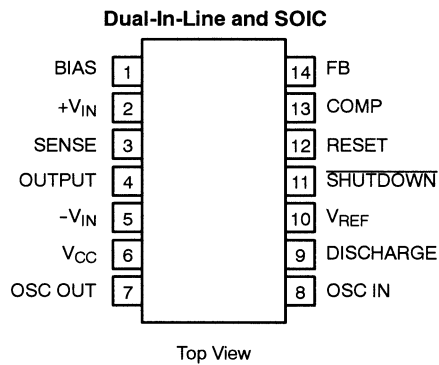 Dual-In-Line and SOIC
BIAS 1 14 FB
+VIN 2 13 COMP
SENSE 3 12 RESET
OUTPUT 4 11 SHUTDOWN
–VIN 5 10 VREF
VCC 6 9 DISCHARGE
OSC OUT 7 8 OSC IN
Top View